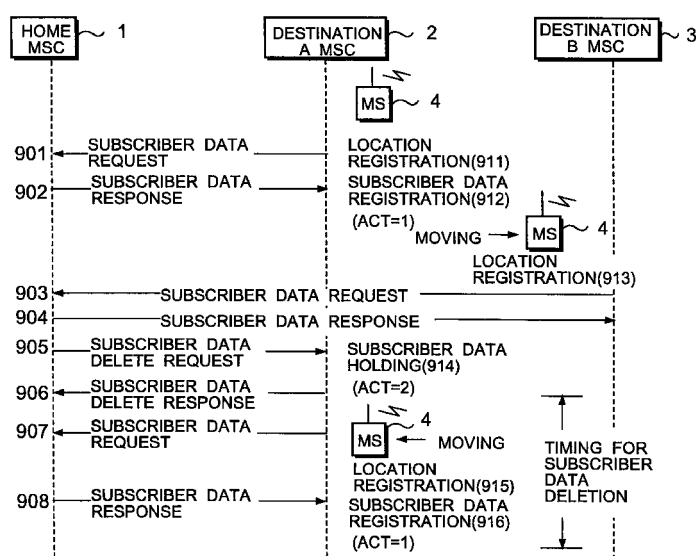 HOME MSC
1
DESTINATION A MSC
2
DESTINATION B MSC
3
MS
4
901
SUBSCRIBER DATA REQUEST
LOCATION REGISTRATION(911)
902
SUBSCRIBER DATA RESPONSE
SUBSCRIBER DATA REGISTRATION(912)
(ACT=1)
MOVING
MS
4
LOCATION REGISTRATION(913)
903
SUBSCRIBER DATA REQUEST
904
SUBSCRIBER DATA RESPONSE
905
SUBSCRIBER DATA DELETE REQUEST
SUBSCRIBER DATA HOLDING(914)
906
SUBSCRIBER DATA DELETE RESPONSE
(ACT=2)
907
SUBSCRIBER DATA REQUEST
MS
4
MOVING
TIMING FOR SUBSCRIBER DATA DELETION
LOCATION REGISTRATION(915)
908
SUBSCRIBER DATA RESPONSE
SUBSCRIBER DATA REGISTRATION(916)
(ACT=1)